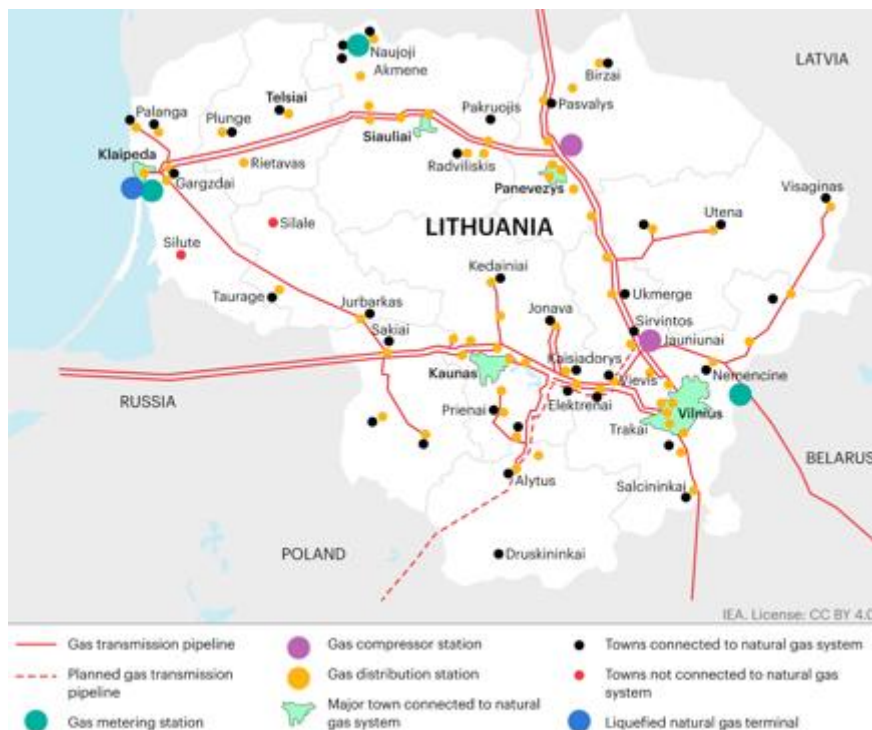 LATVIA
Naujoji
Akmene
Birzai
Palanga
Plunge
Telsiai
Pakruojis
Pasvalys
Klaipeda
Siauliai
Rietavas
Radviliskis
Gargzdai
Panevezys
Visaginas
Silale
LITHUANIA
Utena
Silute
Kedainiai
Taurage
Jurbarkas
Jonava
Ukmerge
Sakiai
Sirvintos
Jauniunai
Kaunas
Kaisiadorys
Vievis
Nemencine
RUSSIA
Prienai
Elektrenai
Vilnius
Trakai
BELARUS
Alytus
Salcininkai
POLAND
Druskininkai
IEA. License: CC BY 4.0
Gas transmission pipeline
Gas compressor station
Towns connected to natural gas system
Planned gas transmission
pipeline
Gas distribution station
Towns not connected to natural gas
system
Gas metering station
Major town connected to natural
gas system
Liquefied natural gas terminal